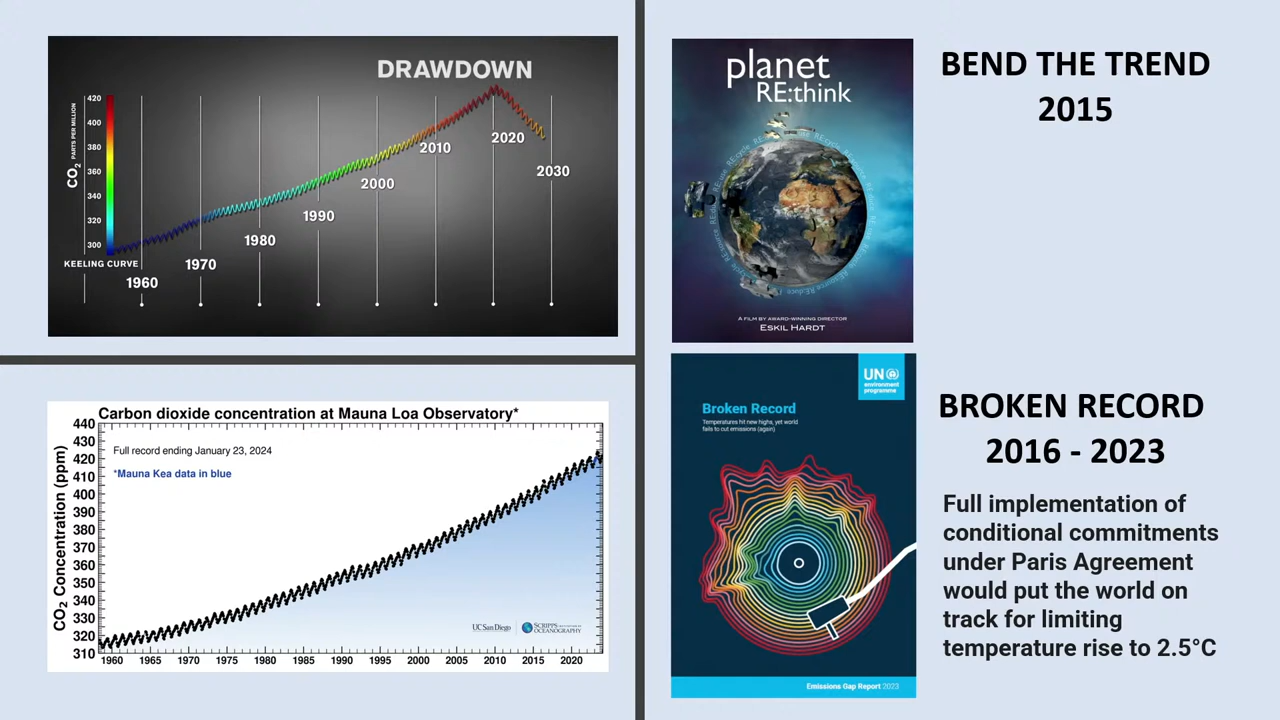 DRAWDOWN
CO2 PARTS PER MILLION
420
400
380
360
340
320
300
KEELING CURVE
1960
1970
1980
1990
2000
2010
2020
2030
planet
RE:think
A FILM BY AWARD-WINNING DIRECTOR
ESKIL HARDT
BEND THE TREND
2015
Carbon dioxide concentration at Mauna Loa Observatory*
Full record ending January 23, 2024
*Mauna Kea data in blue
CO2 Concentration (ppm)
440
430
420
410
400
390
380
370
360
350
340
330
320
310
1960 1965 1970 1975 1980 1985 1990 1995 2000 2005 2010 2015 2020
UC San Diego
SCRIPPS INSTITUTION OF
OCEANOGRAPHY
UN
environment
programme
Broken Record
Temperatures hit new highs, yet world
fails to cut emissions (again)
Emissions Gap Report 2023
BROKEN RECORD
2016 - 2023
Full implementation of
conditional commitments
under Paris Agreement
would put the world on
track for limiting
temperature rise to 2.5°C